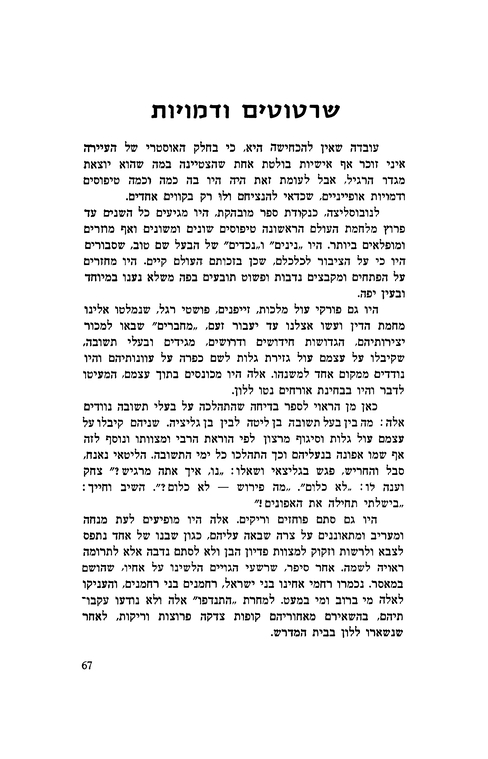 שרטוטים ודמויות
עובדה שאין להכחישה היא, כי בחלק האוסטרי של העיירה
איני זוכר אף אישיות בולטת אחת שהצטיינה במה שהוא יוצאת
מגדר הרגיל, אבל לעומת זאת היה היו בה כמה וכמה טיפוסים
ודמויות אופייניים, שכדאי להנציחם ולו רק בקווים אחדים.
לנובוסליצה, כנקודת ספר מובהקת, היו מגיעים כל השנים עד
פרוץ מלחמת העולם הראשונה טיפוסים שונים ומשונים ואף מוזרים
ומופלאים ביותר. היו „נינים" ו„נכדים" של הבעל שם טוב, שסבורים
היו כי על הציבור לכלכלם, שכן בזכותם העולם קיים. היו מחזרים
על הפתחים ומקבצים נדבות ופשוט תובעים בפה משלא נענו במיוחד
ובעין יפה.
היו גם פורקי עול מלכות, זייפנים, פושטי רגל, שנמלטו אלינו
מחמת הדין ועשו אצלנו עד יעבור זעם, „מחברים" שבאו למכור
יצירותיהם, הגדושות חידושים ודרושים, מגידים ובעלי תשובה,
שקיבלו על עצמם עול גזירת גלות לשם כפרה על עוונותיהם והיו
נודדים ממקום אחד למשנהו. אלה היו מכונסים בתוך עצמם, המעיטו
לדבר והיו בבחינת אורחים נטו ללון.
כאן מן הראוי לספר בדיחה שהתהלכה על בעלי תשובה נוודים
אלה: מה בין בעל תשובה בן ליטה לבין בן גליציה. שניהם קיבלו על
עצמם עול גלות וסיגוף מרצון לפי הוראת הרבי ומצוותו ונוסף לזה
אף שמו אפונה בנעליהם וכך התהלכו כל ימי התשובה. הליטאי נאנח,
סבל והחריש, פגש בגליצאי ושאלו: „נו, איך אתה מרגיש?" צחק
וענה לו: „לא כלום". „מה פירוש — לא כלום?". השיב וחייך:
„בישלתי תחילה את האפונים!"
היו גם סתם פוחזים וריקים. אלה היו מופיעים לעת מנחה
ומעריב ומתאוננים על צרה שבאה עליהם, כגון שבנו של אחד נתפס
לצבא ולרשות וזקוק למצוות פדיון הבן ולא לסתם נדבה אלא לתרומה
ראויה לשמה. אחר סיפר, שרשעי הגויים הלשינו על אחיו, שהושם
במאסר. נכמרו רחמי אחינו בני ישראל, רחמנים בני רחמנים, והעניקו
לאלה מי ברוב ומי במעט. למחרת „התנדפו" אלה ולא נודעו עקבו־
תיהם, בהשאירם מאחוריהם קופות צדקה פרוצות וריקות, לאחר
שנשארו ללון בבית המדרש.
67